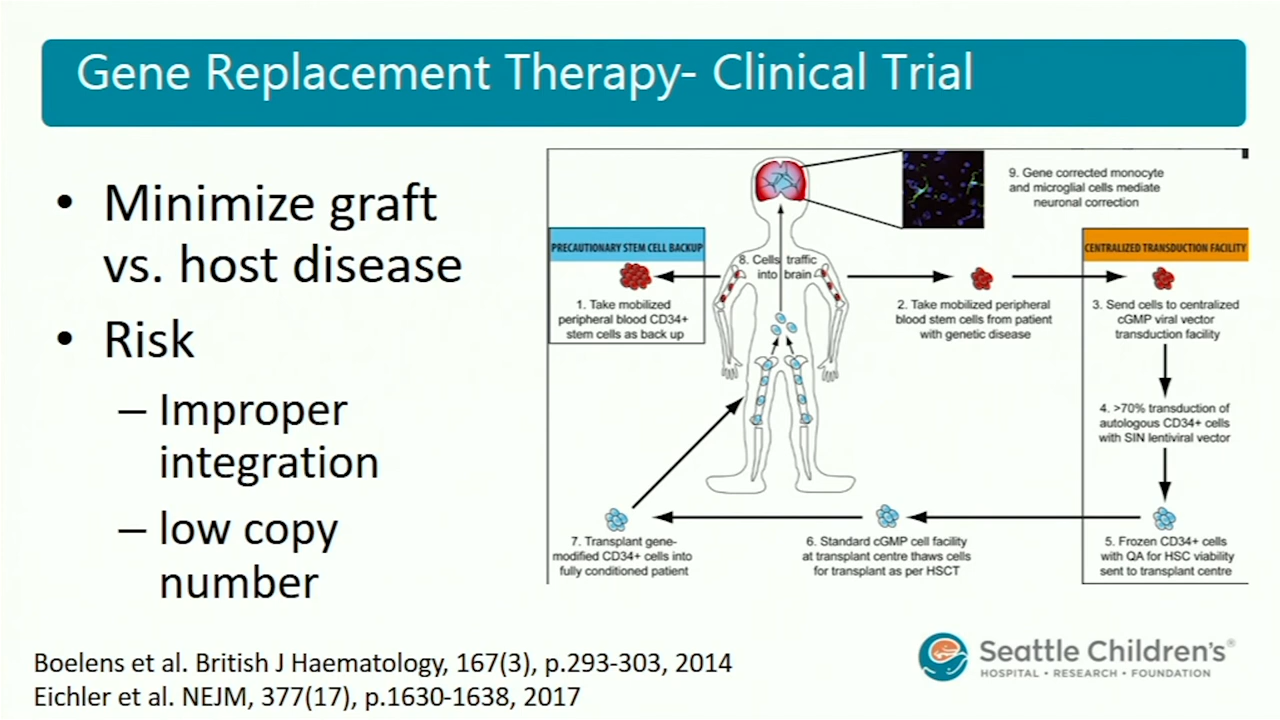 Gene Replacement Therapy- Clinical Trial
• Minimize graft
vs. host disease
• Risk
– Improper
integration
– low copy
number
9. Gene corrected monocyte
and microglial cells mediate
neuronal correction
PRECAUTIONARY STEM CELL BACKUP
1. Take mobilized
peripheral blood CD34+
stem cells as back up
8. Cells traffic
into brain
2. Take mobilized peripheral
blood stem cells from patient
with genetic disease
CENTRALIZED TRANSDUCTION FACILITY
3. Send cells to centralized
cGMP viral vector
transduction facility
4. >70% transduction of
autologous CD34+ cells
with SIN lentiviral vector
5. Frozen CD34+ cells
with QA for HSC viability
sent to transplant centre
6. Standard cGMP cell facility
at transplant centre thaws cells
for transplant as per HSCT
7. Transplant gene-
modified CD34+ cells into
fully conditioned patient
Boelens et al. British J Haematology, 167(3), p.293-303, 2014
Eichler et al. NEJM, 377(17), p.1630-1638, 2017
Seattle Children's®
HOSPITAL • RESEARCH • FOUNDATION